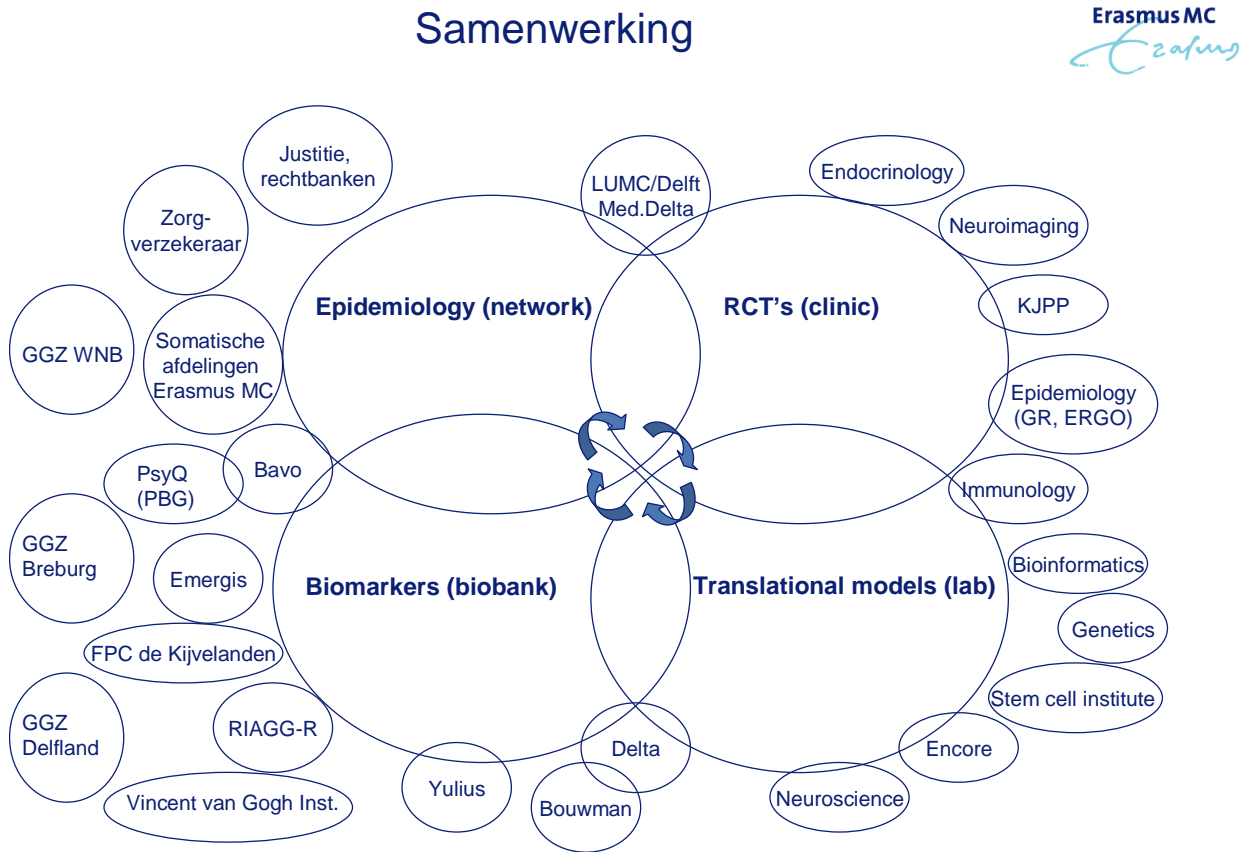 Samenwerking
Erasmus MC
Erasmus
Justitie,
rechtbanken
LUMC/Delft
Med.Delta
Endocrinology
Zorg-
verzekeraar
Neuroimaging
Epidemiology (network)
RCT's (clinic)
KJPP
GGZ WNB
Somatische
afdelingen
Erasmus MC
Epidemiology
(GR, ERGO)
PsyQ
(PBG)
Bavo
Immunology
GGZ
Breburg
Emergis
Bioinformatics
Biomarkers (biobank)
Translational models (lab)
Genetics
FPC de Kijvelanden
Stem cell institute
GGZ
Delfland
RIAGG-R
Delta
Encore
Yulius
Bouwman
Neuroscience
Vincent van Gogh Inst.